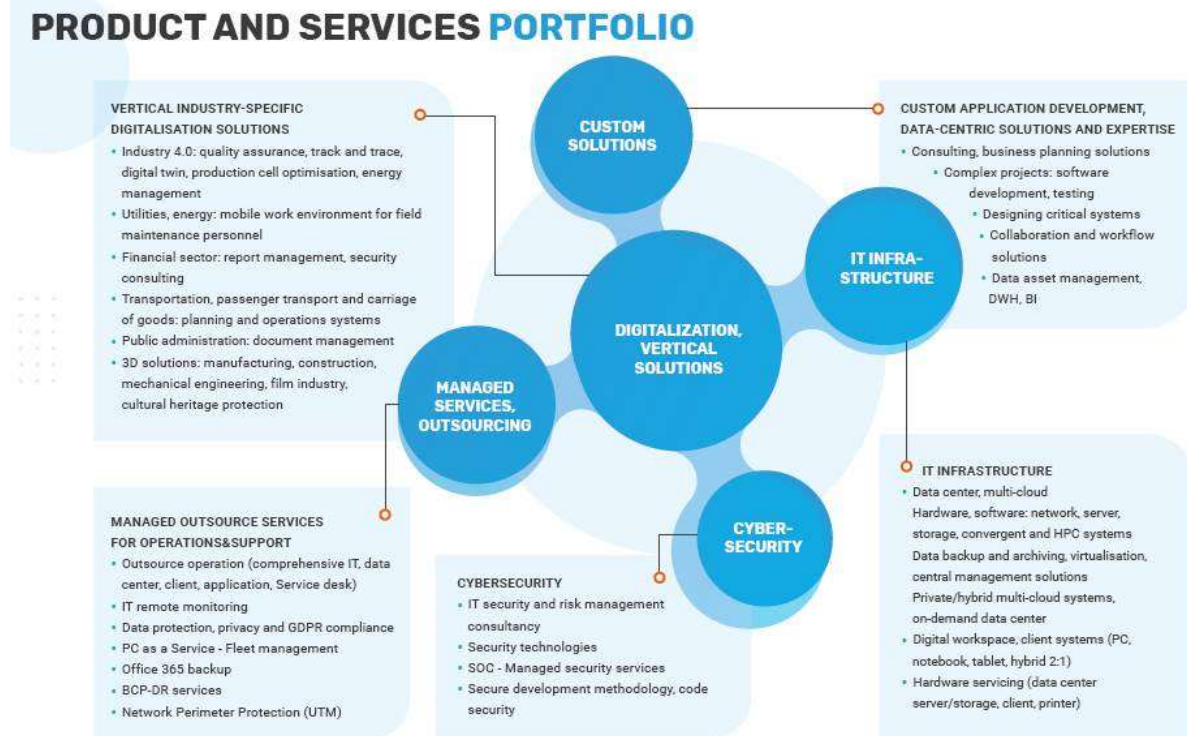 PRODUCT AND SERVICES PORTFOLIO
VERTICAL INDUSTRY-SPECIFIC
DIGITALISATION SOLUTIONS
• Industry 4.0: quality assurance, track and trace,
digital twin, production cell optimisation, energy
management
• Utilities, energy: mobile work environment for field
maintenance personnel
• Financial sector: report management, security
consulting
• Transportation, passenger transport and carriage
of goods: planning and operations systems
• Public administration: document management
• 3D solutions: manufacturing, construction,
mechanical engineering, film industry,
cultural heritage protection
CUSTOM
SOLUTIONS
CUSTOM APPLICATION DEVELOPMENT,
DATA-CENTRIC SOLUTIONS AND EXPERTISE
• Consulting, business planning solutions
• Complex projects: software
development, testing
• Designing critical systems
• Collaboration and workflow
solutions
• Data asset management,
DWH, BI
IT INFRA-
STRUCTURE
DIGITALIZATION,
VERTICAL
SOLUTIONS
MANAGED
SERVICES,
OUTSOURCING
CYBER-
SECURITY
MANAGED OUTSOURCE SERVICES
FOR OPERATIONS&SUPPORT
• Outsource operation (comprehensive IT, data
center, client, application, Service desk)
• IT remote monitoring
• Data protection, privacy and GDPR compliance
• PC as a Service - Fleet management
• Office 365 backup
• BCP-DR services
• Network Perimeter Protection (UTM)
CYBERSECURITY
• IT security and risk management
consultancy
• Security technologies
• SOC - Managed security services
• Secure development methodology, code
security
IT INFRASTRUCTURE
• Data center, multi-cloud
Hardware, software: network, server,
storage, convergent and HPC systems
Data backup and archiving, virtualisation,
central management solutions
Private/hybrid multi-cloud systems,
on-demand data center
• Digital workspace, client systems (PC,
notebook, tablet, hybrid 2:1)
• Hardware servicing (data center
server/storage, client, printer)